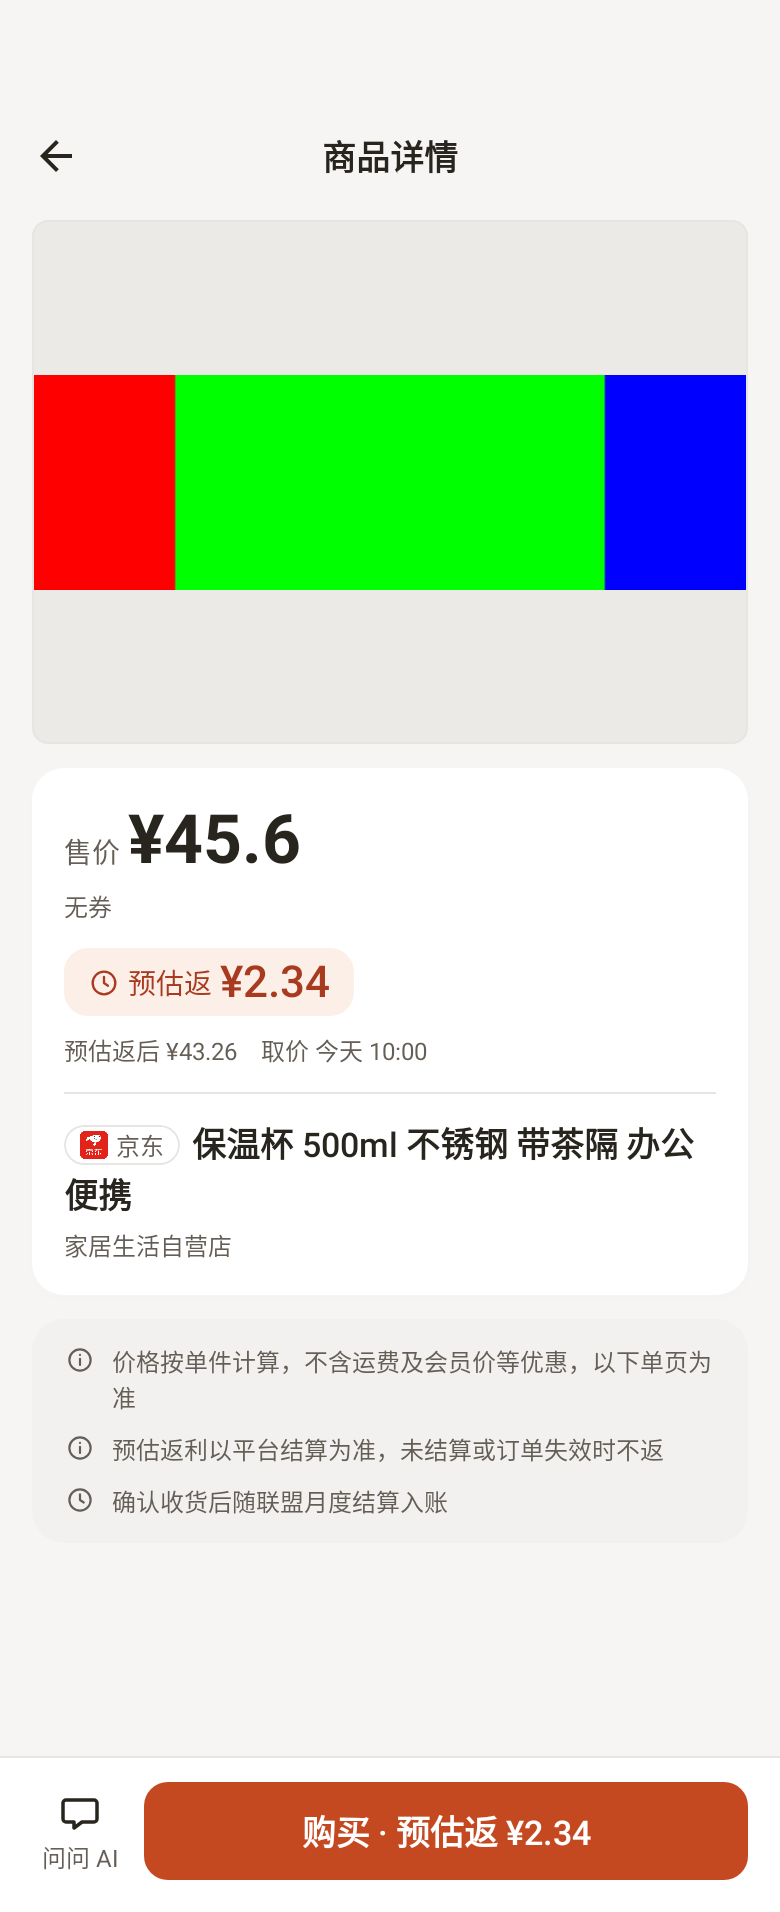 商品详情
售价 ¥45.6
无券
预估返 ¥2.34
预估返后 ¥43.26 取价 今天 10:00
京东 保温杯 500ml 不锈钢 带茶隔 办公
便携
家居生活自营店
价格按单件计算，不含运费及会员价等优惠，以下单页为
准
预估返利以平台结算为准，未结算或订单失效时不返
确认收货后随联盟月度结算入账
问问 AI
购买 · 预估返 ¥2.34